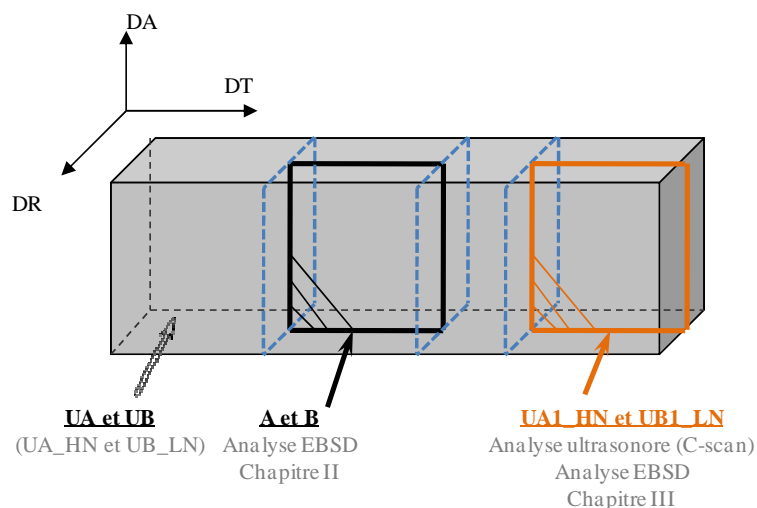 DA
DT
DR
UA et UB
(UA_HN et UB_LN)
A et B
Analyse EBSD
Chapitre II
UA1_HN et UB1_LN
Analyse ultrasonore (C-scan)
Analyse EBSD
Chapitre III